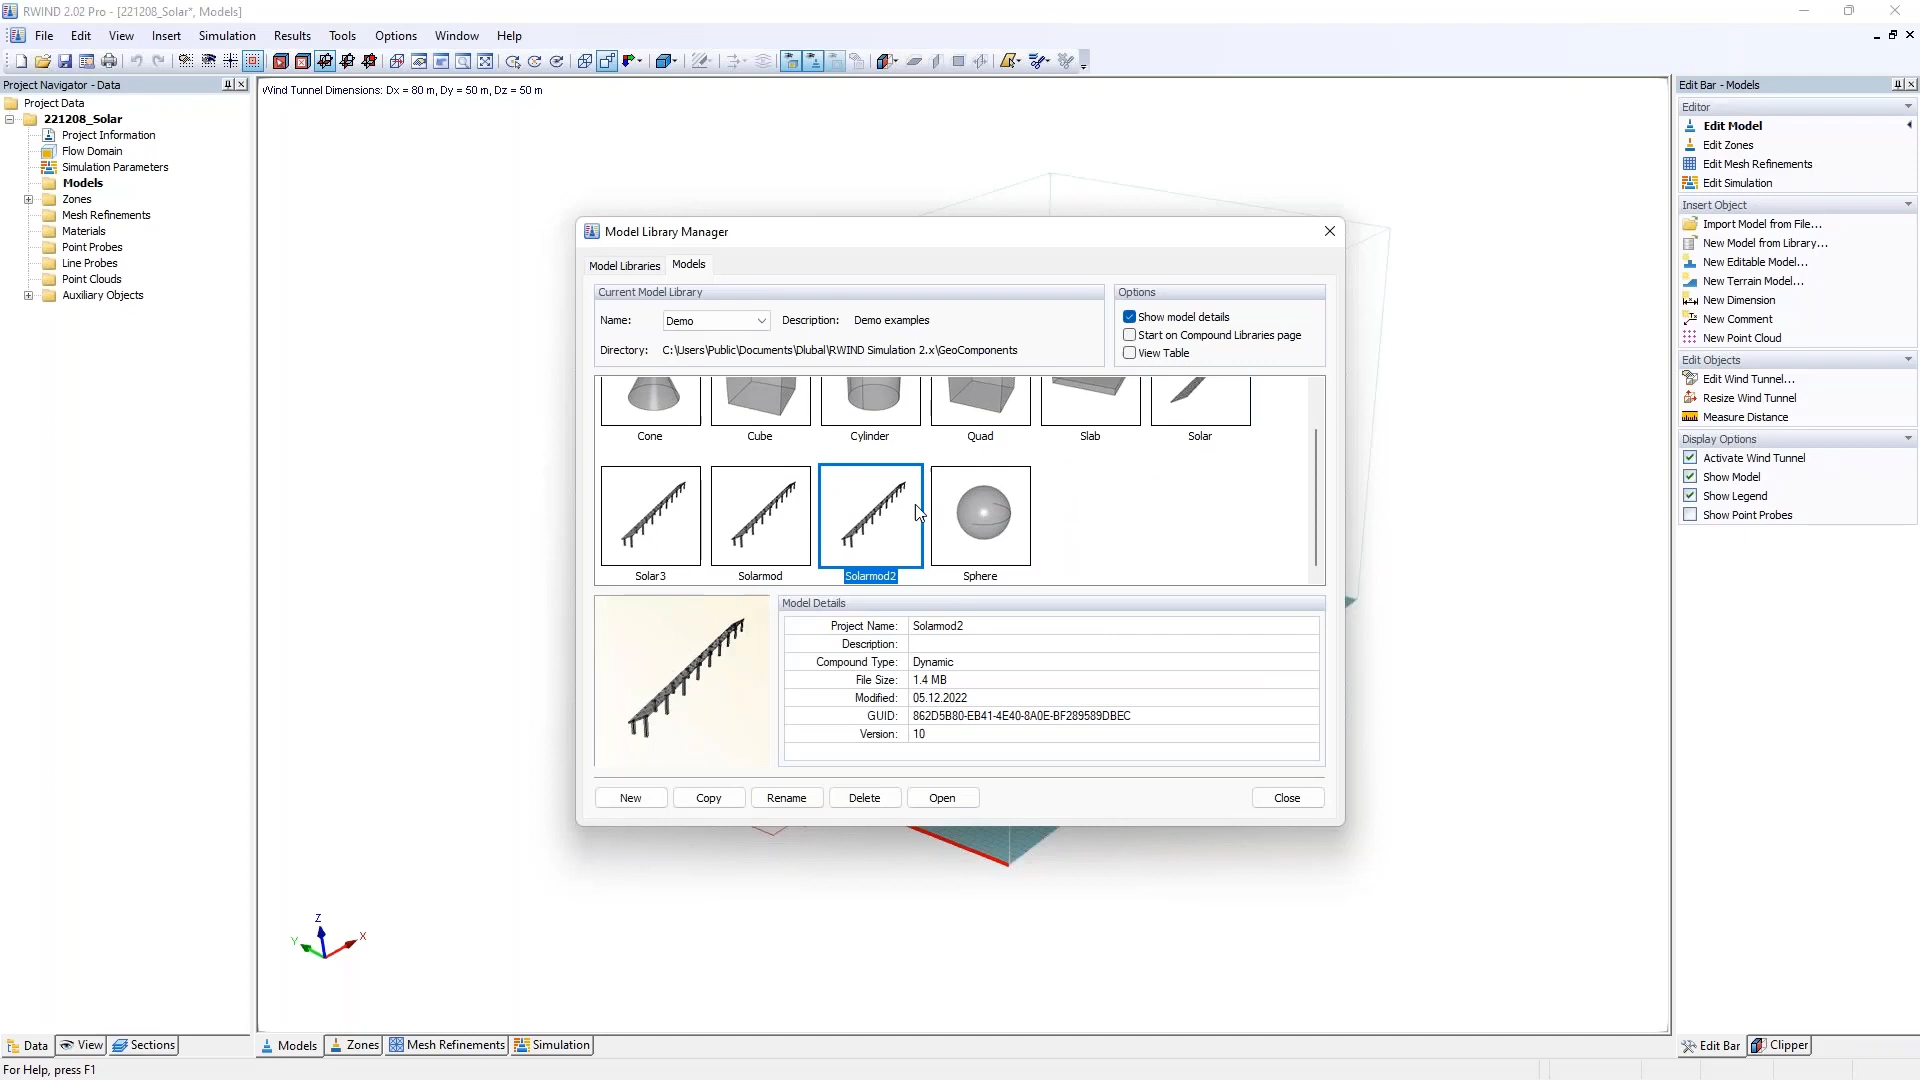 RWIND 2.02 Pro - [221208_Solar*, Models]
File Edit View Insert Simulation Results Tools Options Window Help
Project Navigator - Data
Project Data
221208_Solar
Project Information
Flow Domain
Simulation Parameters
Models
Zones
Mesh Refinements
Materials
Point Probes
Line Probes
Point Clouds
Auxiliary Objects
Wind Tunnel Dimensions: Dx = 80 m, Dy = 50 m, Dz = 50 m
Model Library Manager
Model Libraries Models
Current Model Library
Name: Demo Description: Demo examples
Directory: C:\Users\Public\Documents\Dlubal\RWIND Simulation 2.x\GeoComponents
Options
Show model details
Start on Compound Libraries page
View Table
Cone Cube Cylinder Quad Slab Solar
Solar3 Solarmod Solarmod2 Sphere
Model Details
Project Name: Solarmod2
Description:
Compound Type: Dynamic
File Size: 1.4 MB
Modified: 05.12.2022
GUID: 862D5B80-EB41-4E40-8A0E-BF289589DBEC
Version: 10
New Copy Rename Delete Open Close
Z
Y X
Edit Bar - Models
Editor
Edit Model
Edit Zones
Edit Mesh Refinements
Edit Simulation
Insert Object
Import Model from File...
New Model from Library...
New Editable Model...
New Terrain Model...
New Dimension
New Comment
New Point Cloud
Edit Objects
Edit Wind Tunnel...
Resize Wind Tunnel
Measure Distance
Display Options
Activate Wind Tunnel
Show Model
Show Legend
Show Point Probes
Data View Sections
Models Zones Mesh Refinements Simulation
Edit Bar Clipper
For Help, press F1